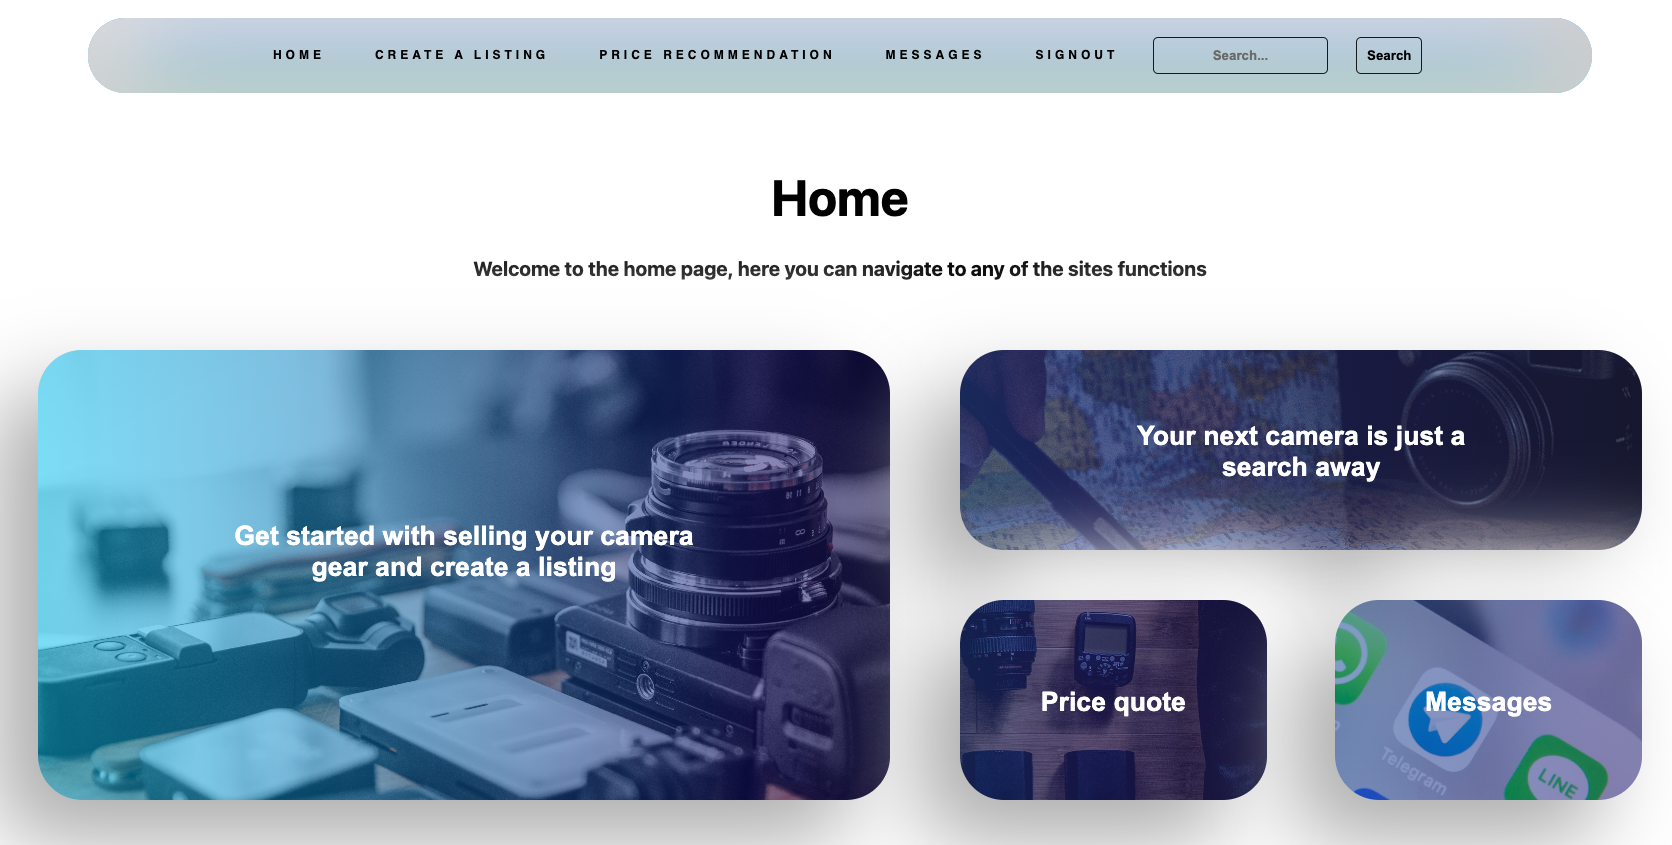 HOME CREATE A LISTING PRICE RECOMMENDATION MESSAGES SIGNOUT Search... Search
Home
Welcome to the home page, here you can navigate to any of the sites functions
Get started with selling your camera
gear and create a listing
Your next camera is just a
search away
Price quote
Messages
Telegram
LINE